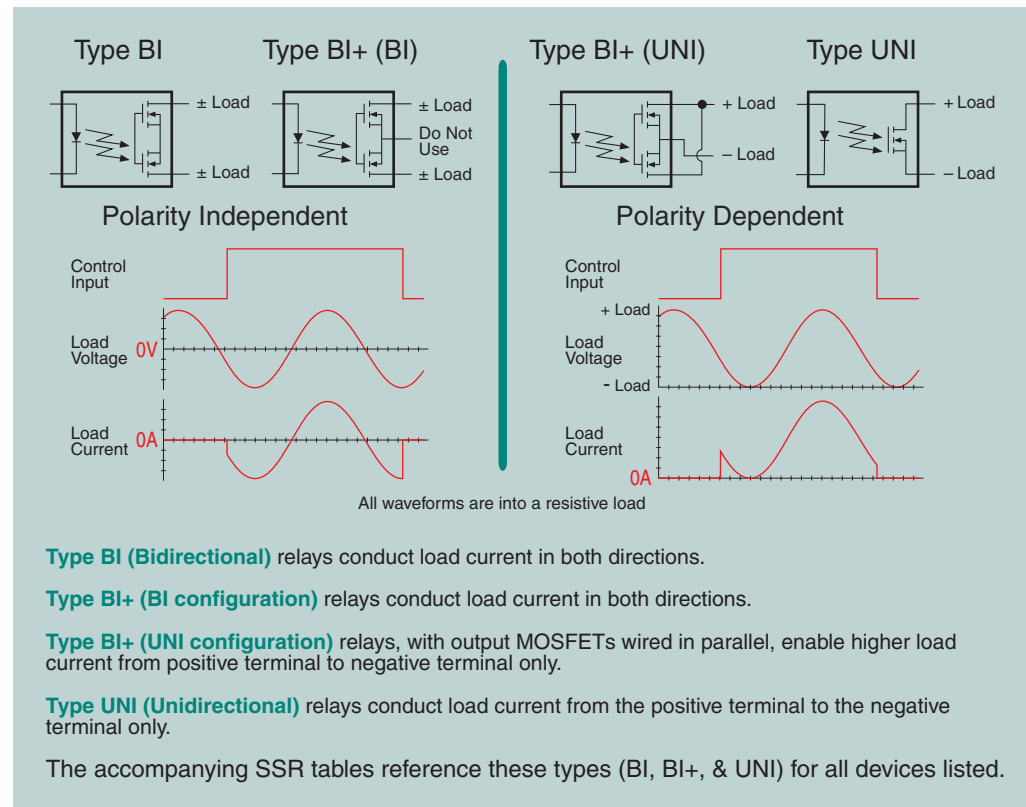 Type BI
Type BI+ (BI)
Type BI+ (UNI)
Type UNI
± Load
± Load
± Load
Do Not
Use
± Load
+ Load
– Load
+ Load
– Load
Polarity Independent
Polarity Dependent
Control
Input
Load
Voltage
0V
Load
Current
0A
Control
Input
+ Load
Load
Voltage
– Load
Load
Current
0A
All waveforms are into a resistive load
Type BI (Bidirectional) relays conduct load current in both directions.
Type BI+ (BI configuration) relays conduct load current in both directions.
Type BI+ (UNI configuration) relays, with output MOSFETs wired in parallel, enable higher load
current from positive terminal to negative terminal only.
Type UNI (Unidirectional) relays conduct load current from the positive terminal to the negative
terminal only.
The accompanying SSR tables reference these types (BI, BI+, & UNI) for all devices listed.